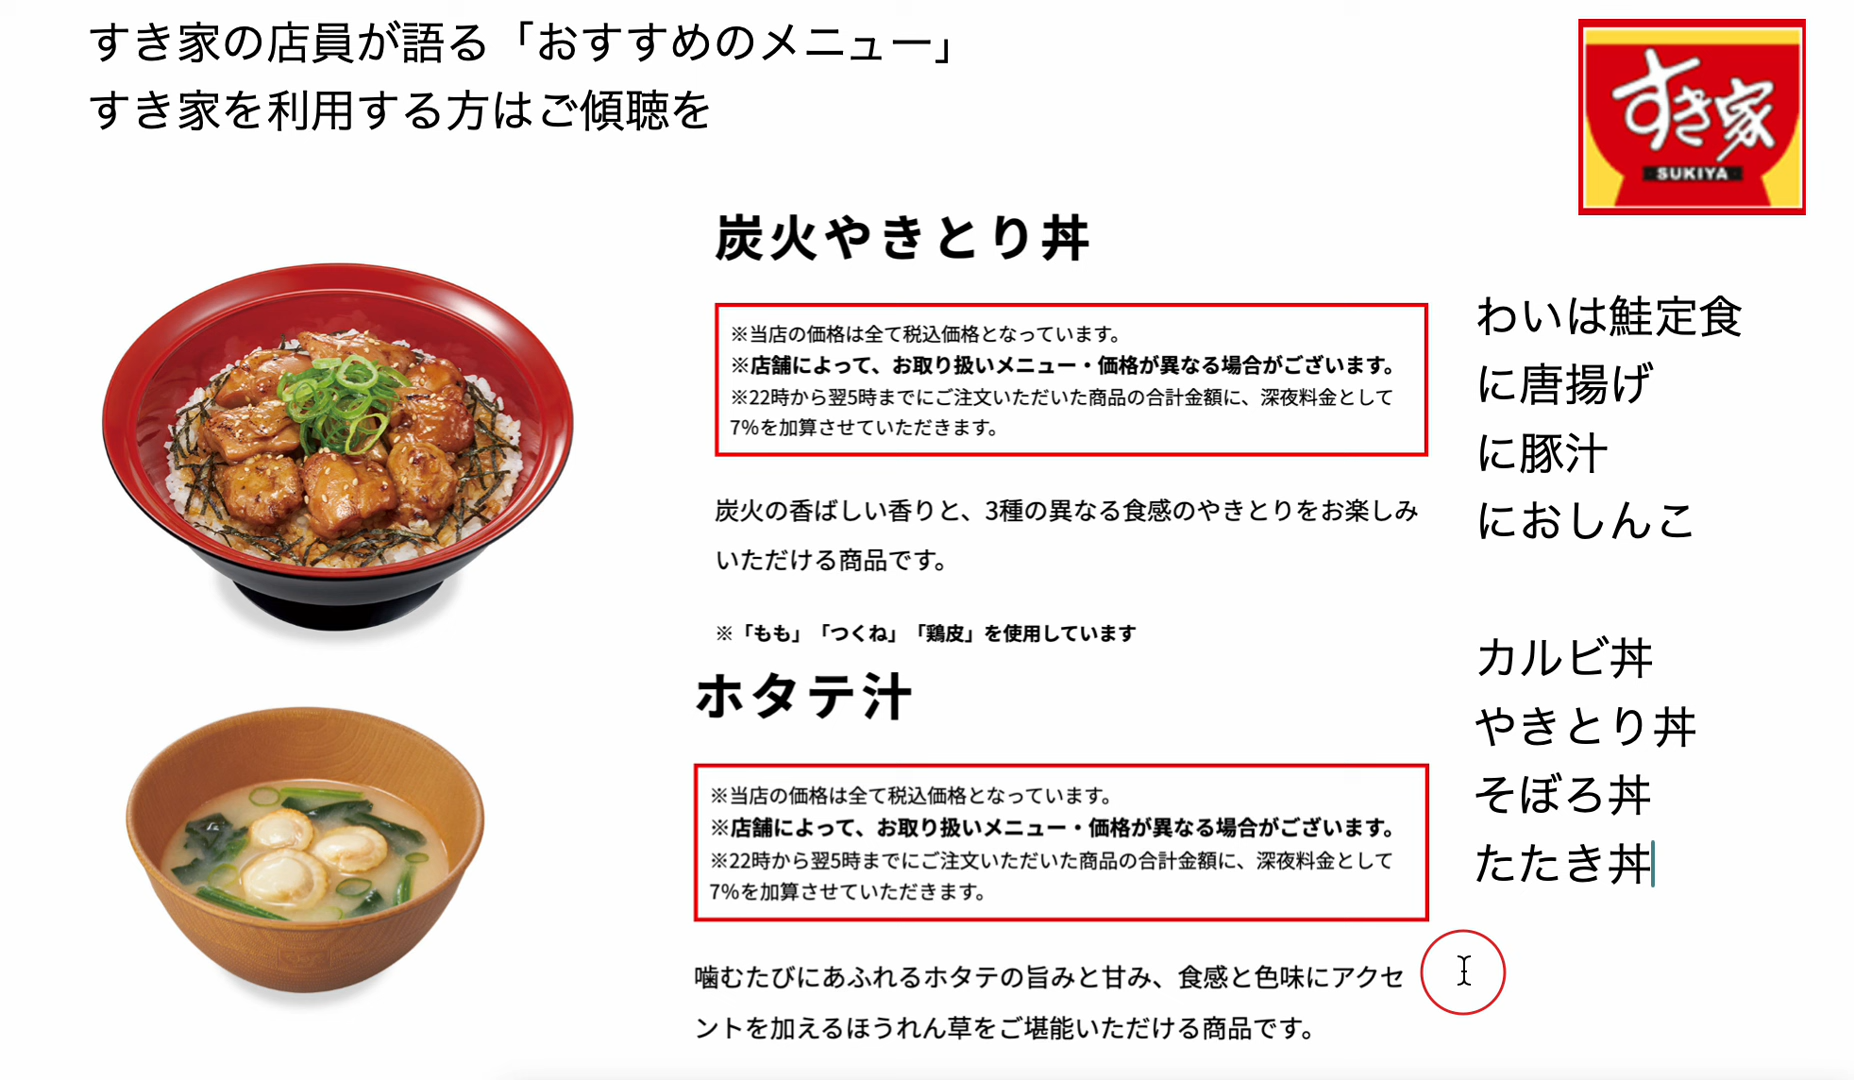 すき家の店員が語る「おすすめのメニュー」
すき家を利用する方はご傾聴を
すき家
SUKIYA
炭火やきとり丼
※当店の価格は全て税込価格となっています。
※店舗によって、お取り扱いメニュー・価格が異なる場合がございます。
※22時から翌5時までにご注文いただいた商品の合計金額に、深夜料金として
7%を加算させていただきます。
炭火の香ばしい香りと、3種の異なる食感のやきとりをお楽しみ
いただける商品です。
※「もも」「つくね」「鶏皮」を使用しています
ホタテ汁
※当店の価格は全て税込価格となっています。
※店舗によって、お取り扱いメニュー・価格が異なる場合がございます。
※22時から翌5時までにご注文いただいた商品の合計金額に、深夜料金として
7%を加算させていただきます。
噛むたびにあふれるホタテの旨みと甘み、食感と色味にアクセ
ントを加えるほうれん草をご堪能いただける商品です。
わいは鮭定食
に唐揚げ
に豚汁
におしんこ
カルビ丼
やきとり丼
そぼろ丼
たたき丼